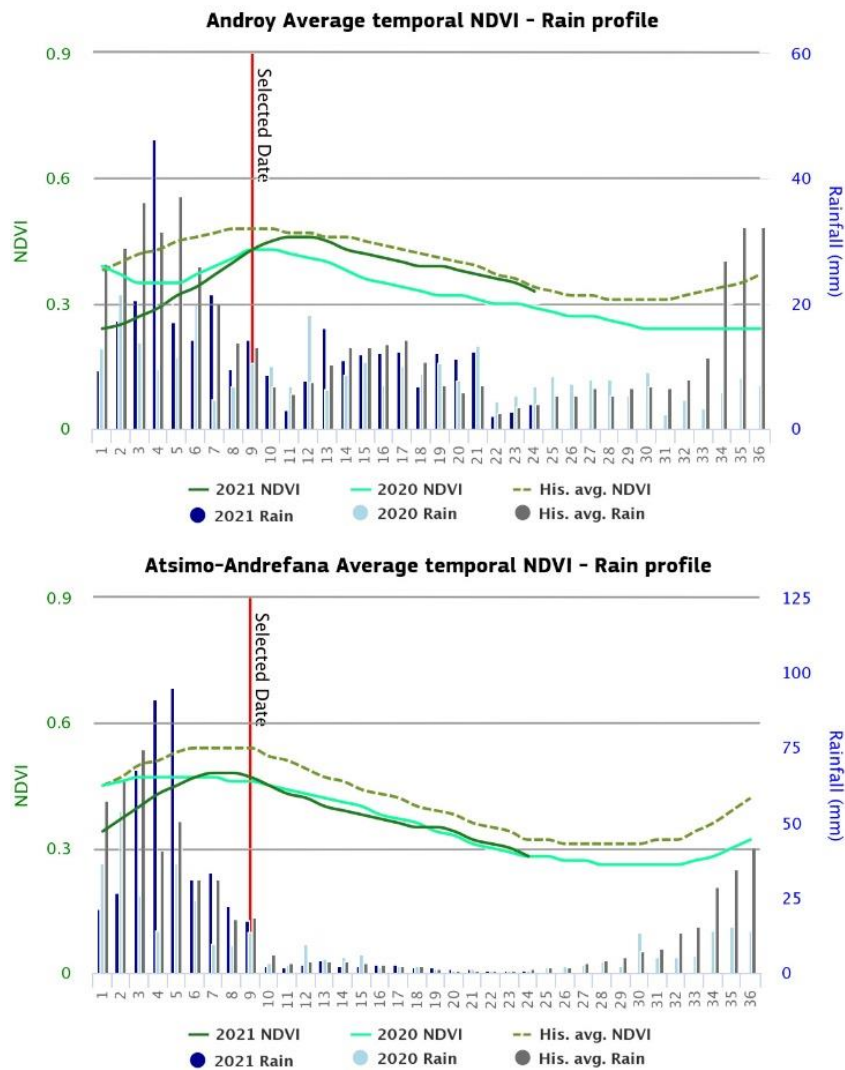 Androy Average temporal NDVI - Rain profile
0.9 60
Selected Date
0.6 40
NDVI Rainfall (mm)
0.3 20
0 0
1 2 3 4 5 6 7 8 9 10 11 12 13 14 15 16 17 18 19 20 21 22 23 24 25 26 27 28 29 30 31 32 33 34 35 36
2021 NDVI 2020 NDVI His. avg. NDVI
2021 Rain 2020 Rain His. avg. Rain
Atsimo-Andrefana Average temporal NDVI - Rain profile
0.9 125
Selected Date
100
0.6 75
NDVI Rainfall (mm)
50
0.3
25
0 0
1 2 3 4 5 6 7 8 9 10 11 12 13 14 15 16 17 18 19 20 21 22 23 24 25 26 27 28 29 30 31 32 33 34 35 36
2021 NDVI 2020 NDVI His. avg. NDVI
2021 Rain 2020 Rain His. avg. Rain